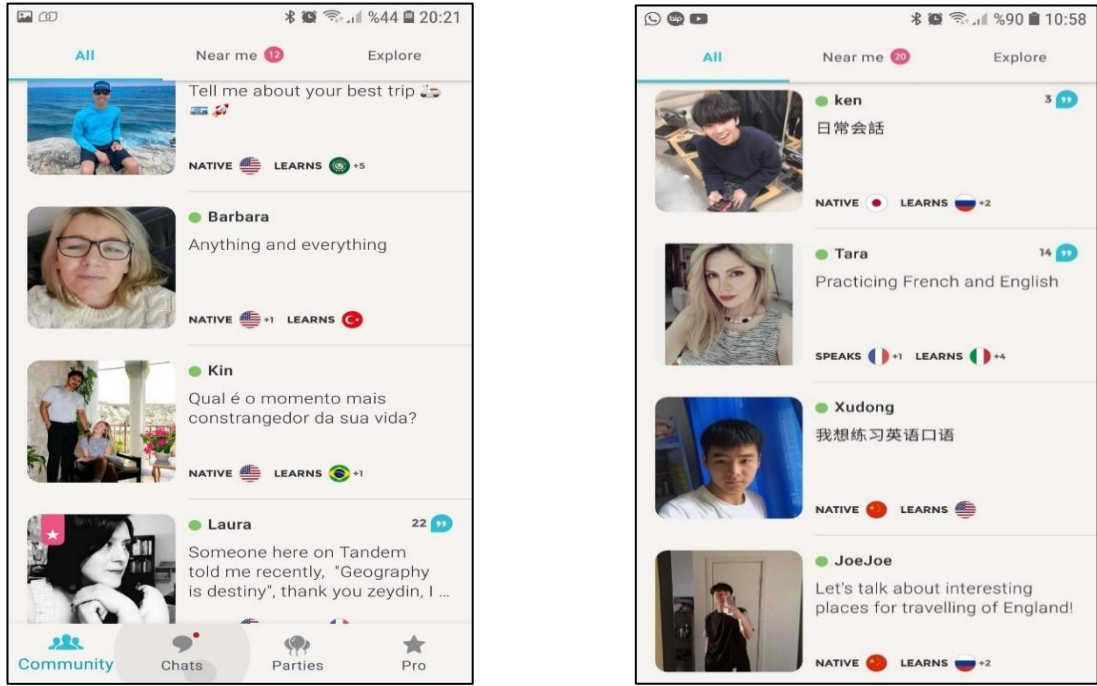 %44 20:21
All Near me 12 Explore
Tell me about your best trip
NATIVE LEARNS +5
Barbara
Anything and everything
NATIVE +1 LEARNS
Kin
Qual é o momento mais
constrangedor da sua vida?
NATIVE LEARNS +1
Laura 22
Someone here on Tandem
told me recently, "Geography
is destiny", thank you zeydin, I ...
Community Chats Parties Pro
bip %90 10:58
All Near me 20 Explore
ken 3
日常会話
NATIVE LEARNS +2
Tara 14
Practicing French and English
SPEAKS +1 LEARNS +4
Xudong
我想练习英语口语
NATIVE LEARNS
JoeJoe
Let's talk about interesting
places for travelling of England!
NATIVE LEARNS +2